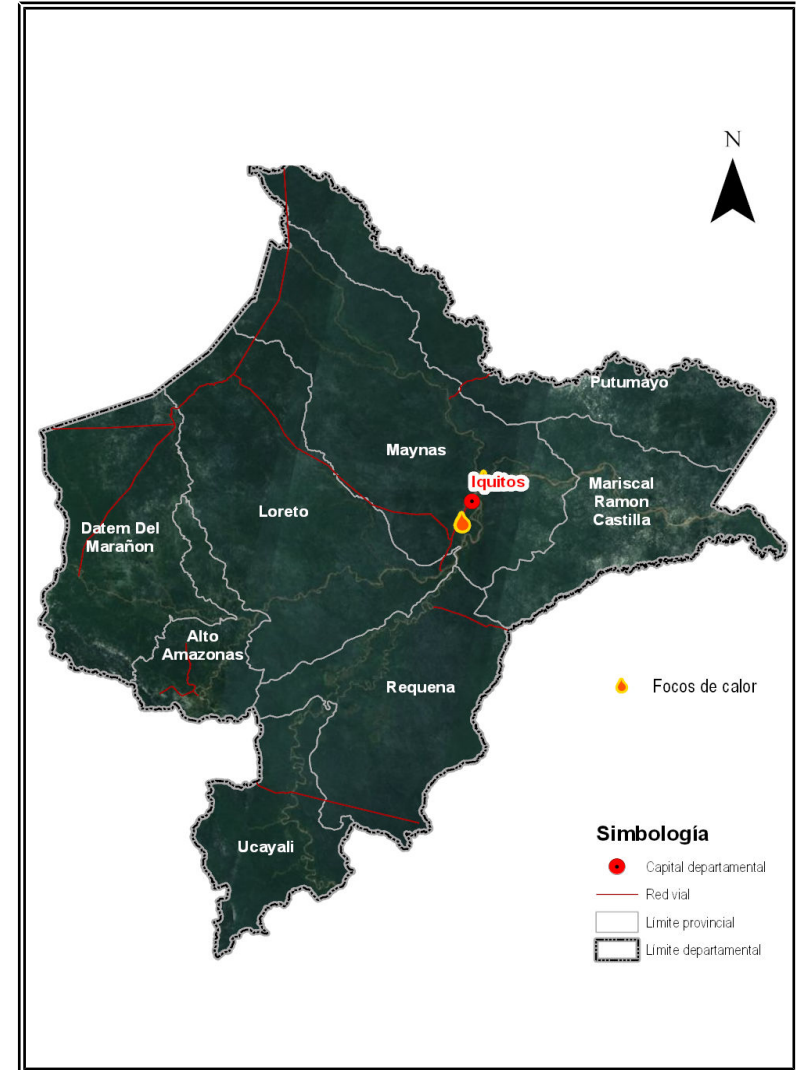 N
Putumayo
Maynas
Iquitos
Mariscal
Ramon
Castilla
Loreto
Datem Del
Marañon
Alto
Amazonas
Requena
Focos de calor
Ucayali
Simbología
Capital departamental
Red vial
Limite provincial
Limite departamental